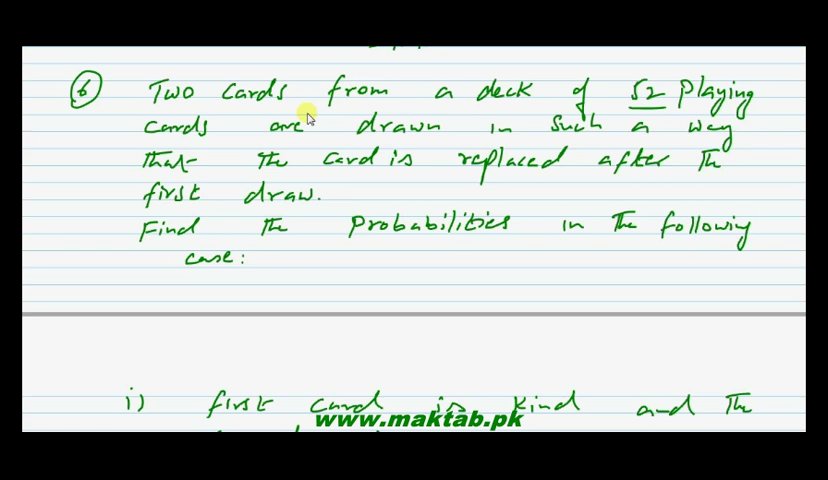 6 Two cards from a deck of 52 playing
cards are drawn in such a way
that the card is replaced after the
first draw.
Find the probabilities in the following
case:
i) first card is kind and the
www.maktab.pk